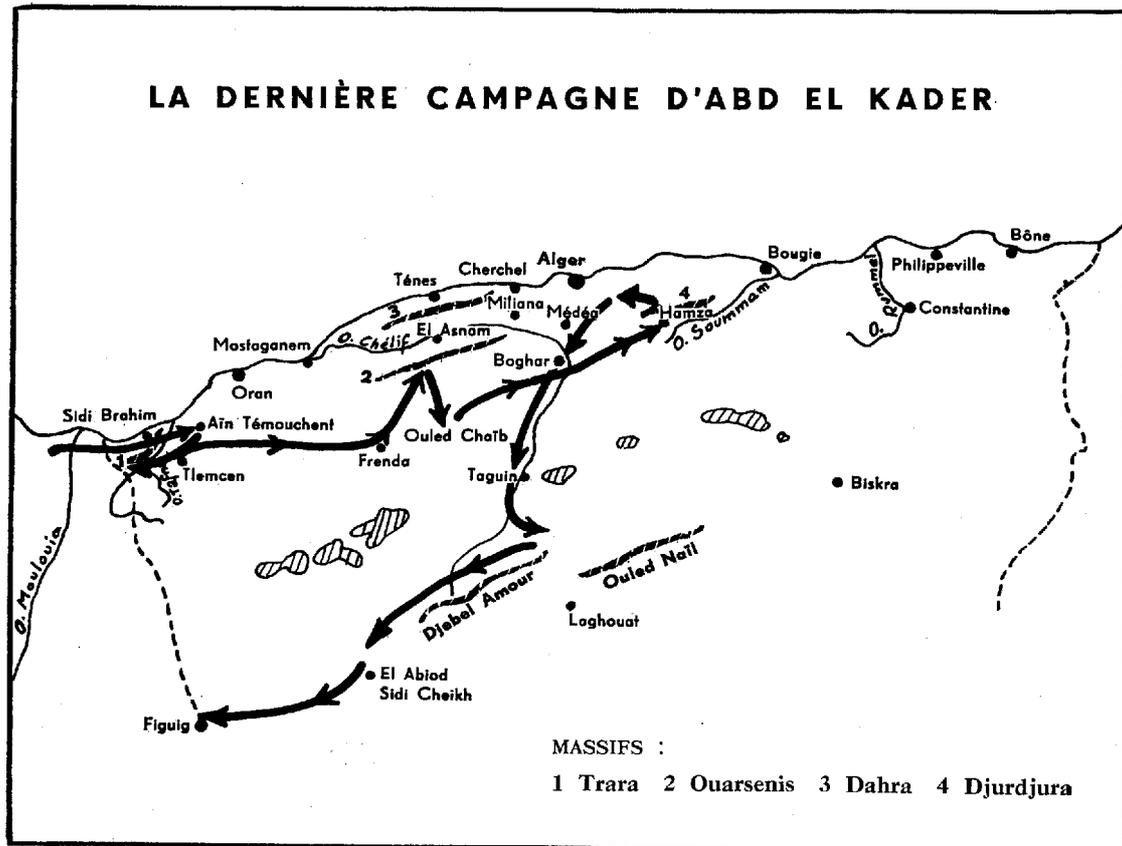 LA DERNIÈRE CAMPAGNE D'ABD EL KADER
Bône
Bougie
Philippeville
Alger
Cherchel
Ténes
Miliana
Médéa
4
Hamza
O. Soummam
O. Rummel
Constantine
3
El Asnam
O. Chélif
Mostaganem
Boghar
2
Oran
Sidi Brahim
Aïn Témouchent
Ouled Chaïb
Frenda
1
Tlemcen
O. Tafna
Taguin
Biskra
O. Moulouia
Ouled Naïl
Djebel Amour
Laghouat
El Abiod
Sidi Cheikh
Figuig
MASSIFS :
1 Trara 2 Ouarsenis 3 Dahra 4 Djurdjura